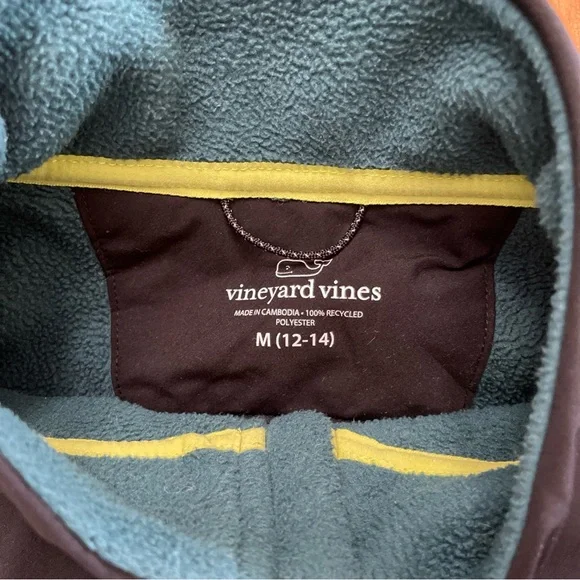 vineyard vines
MADE IN CAMBODIA • 100% RECYCLED
POLYESTER
M (12-14)